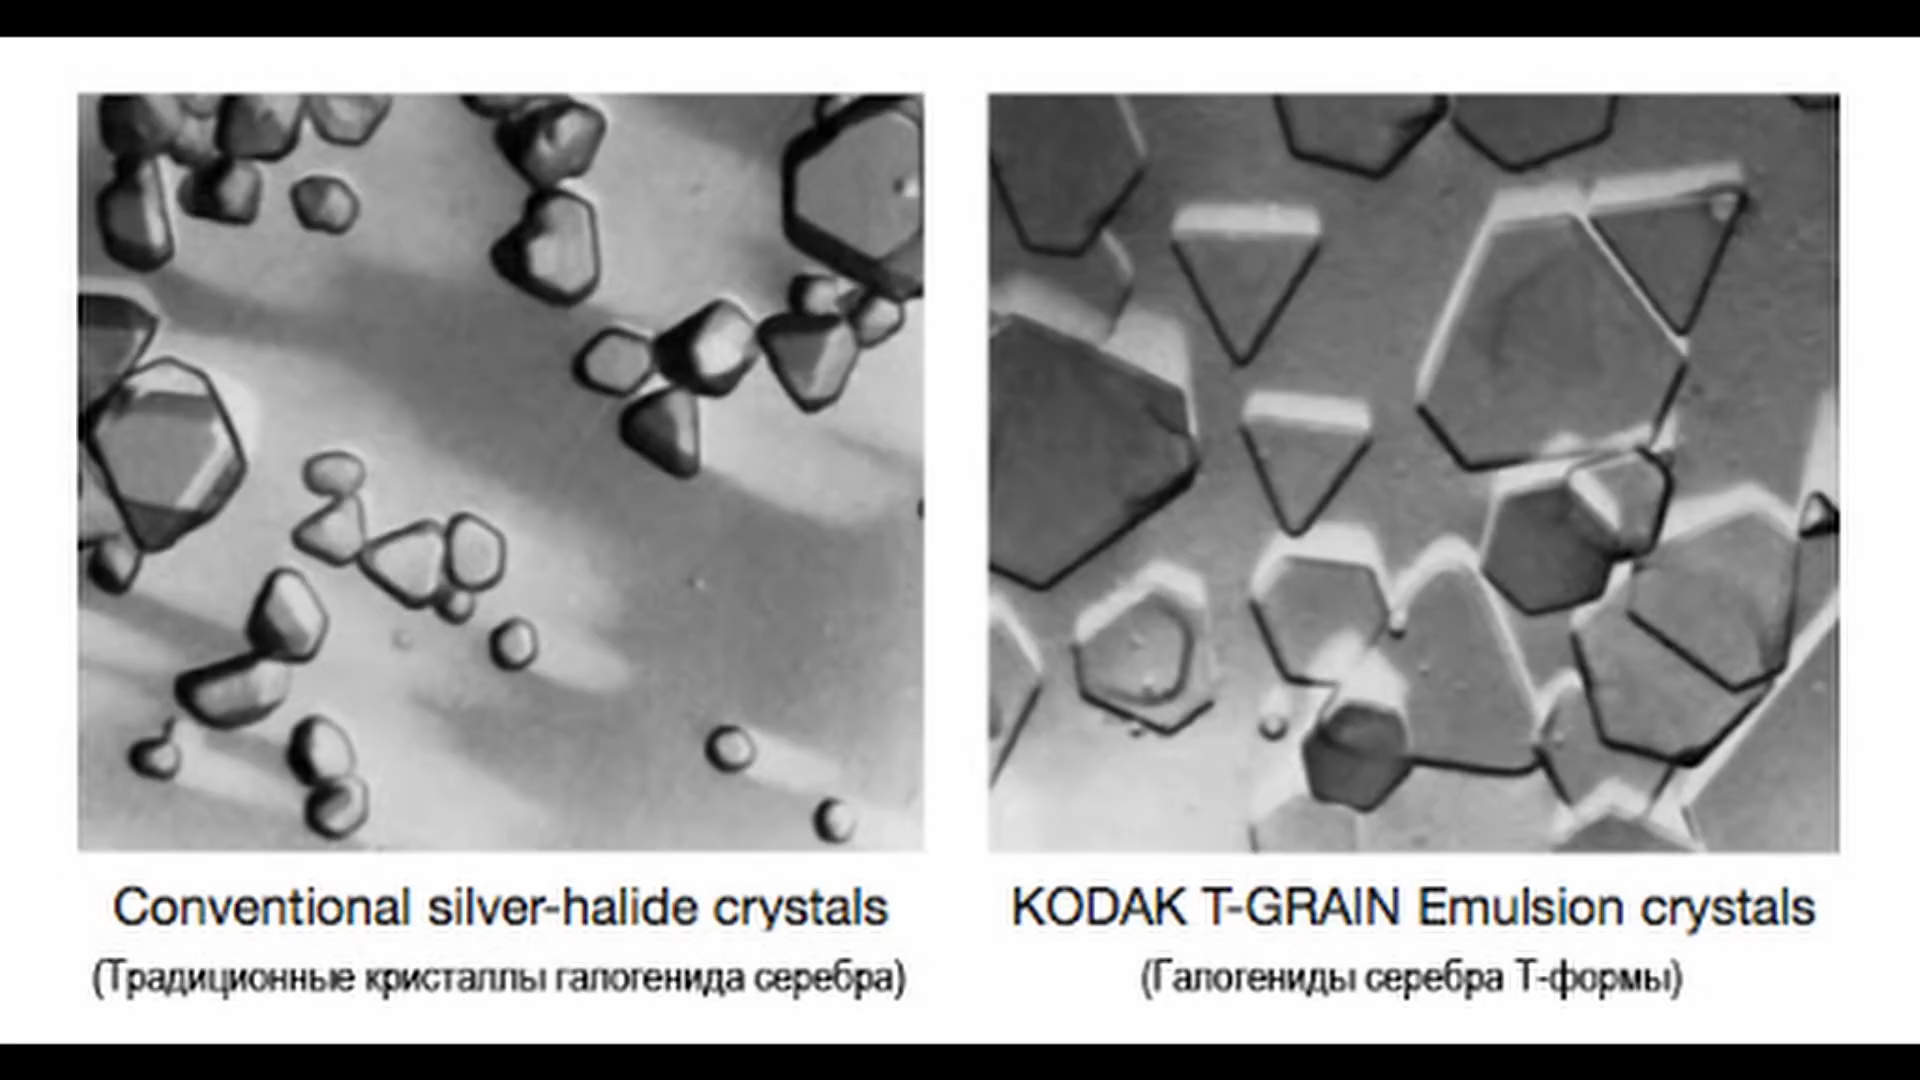 Conventional silver-halide crystals
(Традиционные кристаллы галогенида серебра)
KODAK T-GRAIN Emulsion crystals
(Галогениды серебра Т-формы)